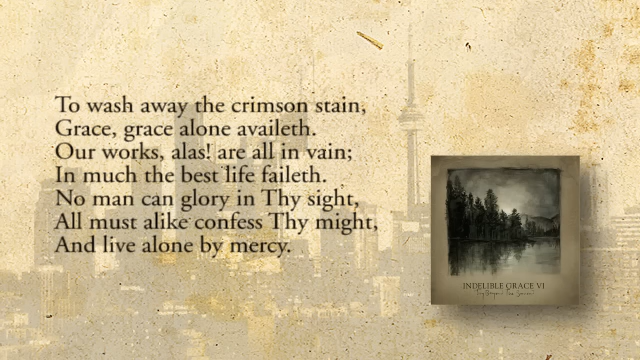 To wash away the crimson stain,
Grace, grace alone availeth.
Our works, alas! are all in vain;
In much the best life faileth.
No man can glory in Thy sight,
All must alike confess Thy might,
And live alone by mercy.
INDELIBLE GRACE VI